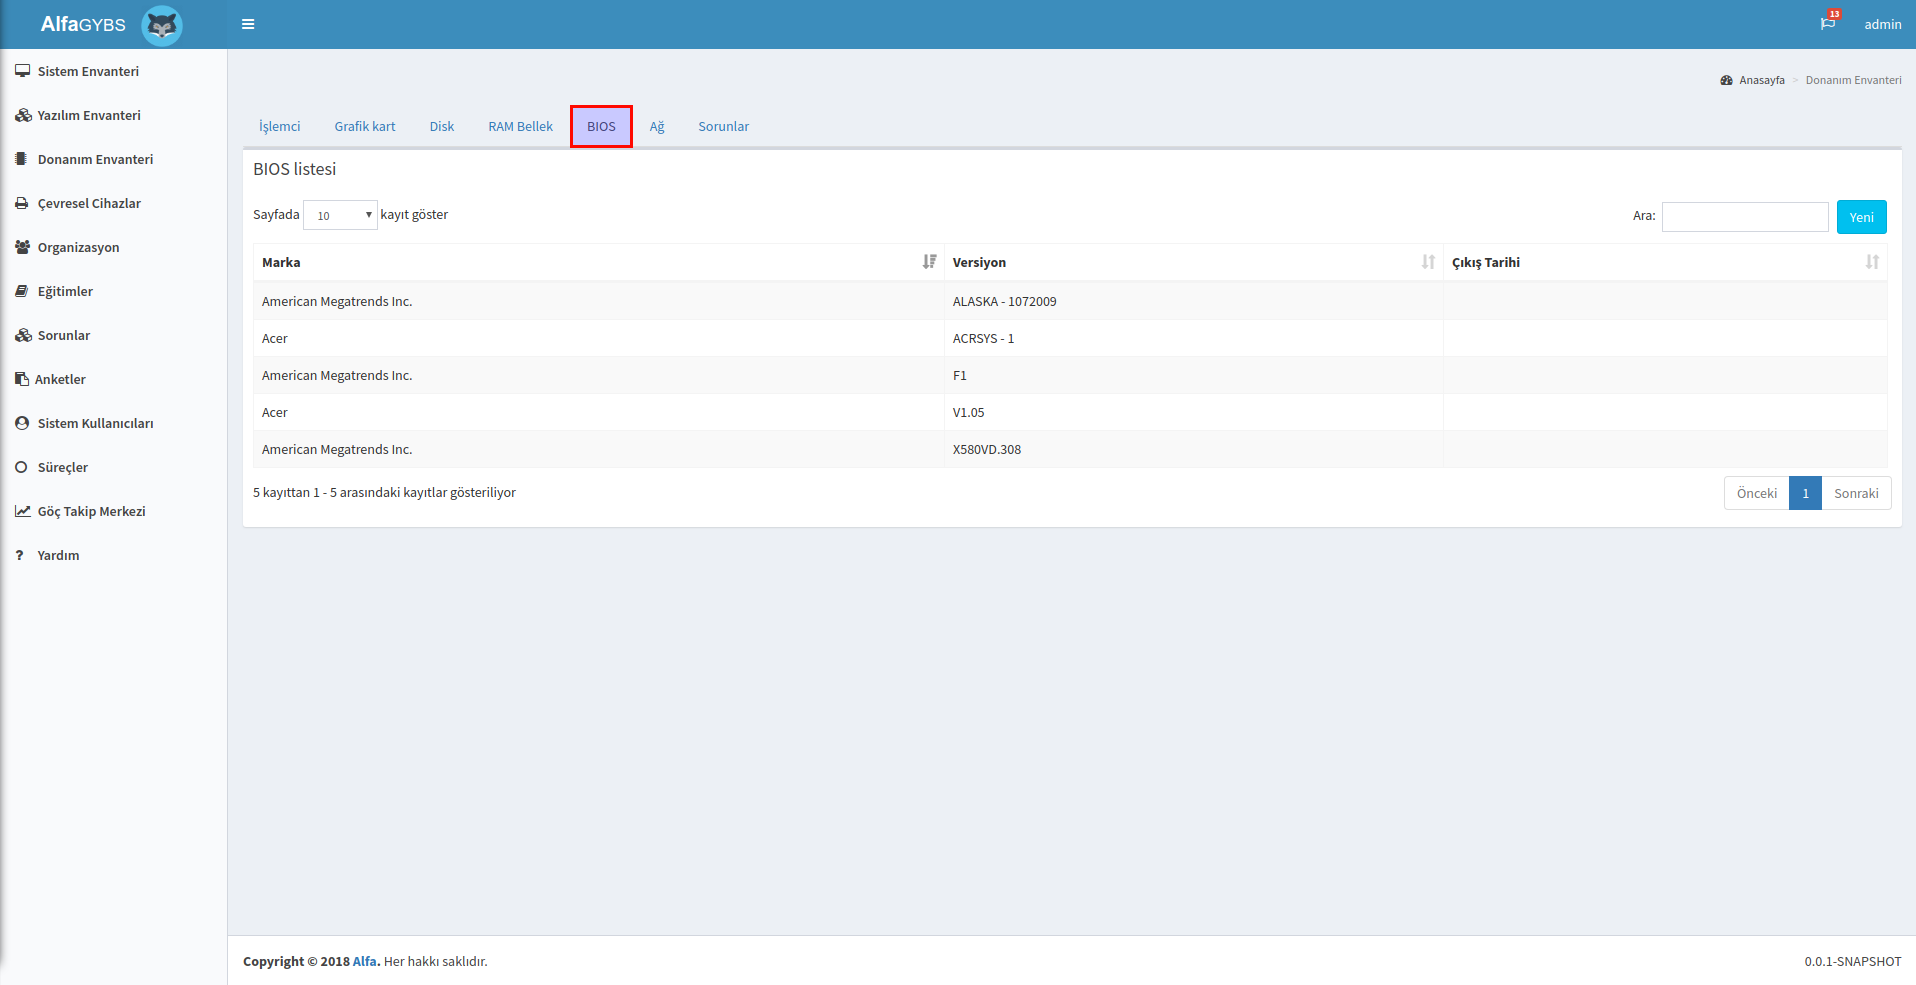 AlfaGYBS
13
admin
Sistem Envanteri
Yazılım Envanteri
Donanım Envanteri
Çevresel Cihazlar
Organizasyon
Eğitimler
Sorunlar
Anketler
Sistem Kullanıcıları
Süreçler
Göç Takip Merkezi
? Yardım
Anasayfa > Donanım Envanteri
İşlemci Grafik kart Disk RAM Bellek BIOS Ağ Sorunlar
BIOS listesi
Sayfada 10 kayıt göster Ara: Yeni
Marka Versiyon Çıkış Tarihi
American Megatrends Inc. ALASKA - 1072009
Acer ACRSYS - 1
American Megatrends Inc. F1
Acer V1.05
American Megatrends Inc. X580VD.308
5 kayıttan 1 - 5 arasındaki kayıtlar gösteriliyor Önceki 1 Sonraki
Copyright © 2018 Alfa. Her hakkı saklıdır. 0.0.1-SNAPSHOT